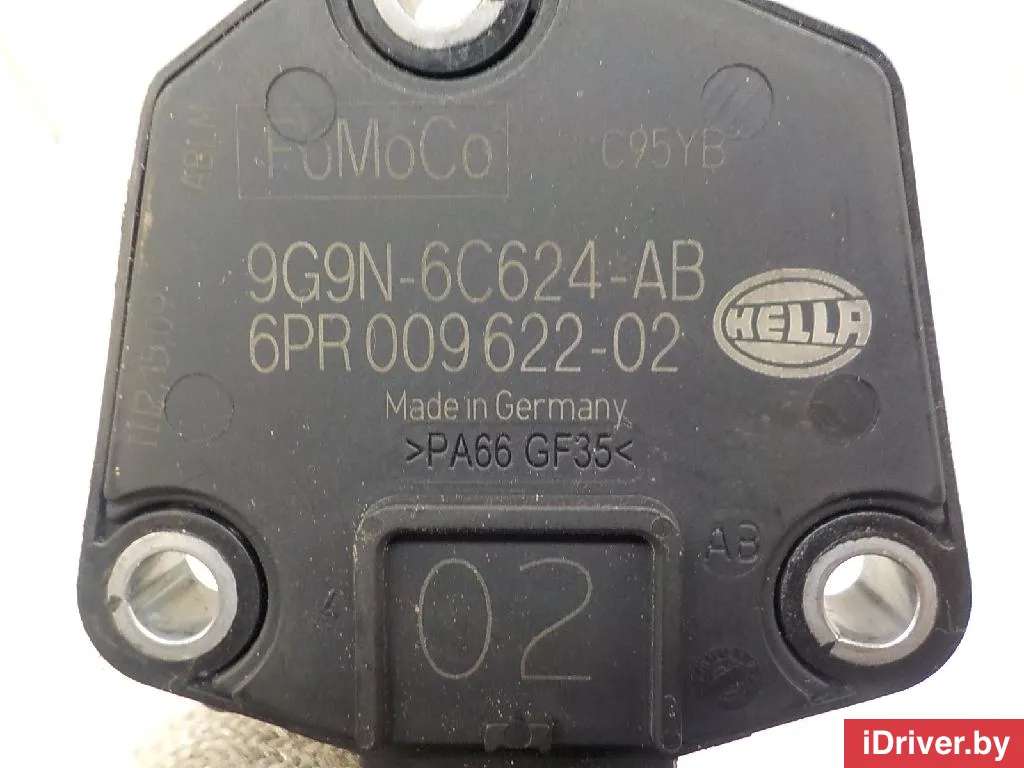 FoMoCo
C95YB
ABLM
9G9N-6C624-AB
6PR 009 622-02
HELLA
Made in Germany
>PA66 GF35<
AB
02
iDriver.by